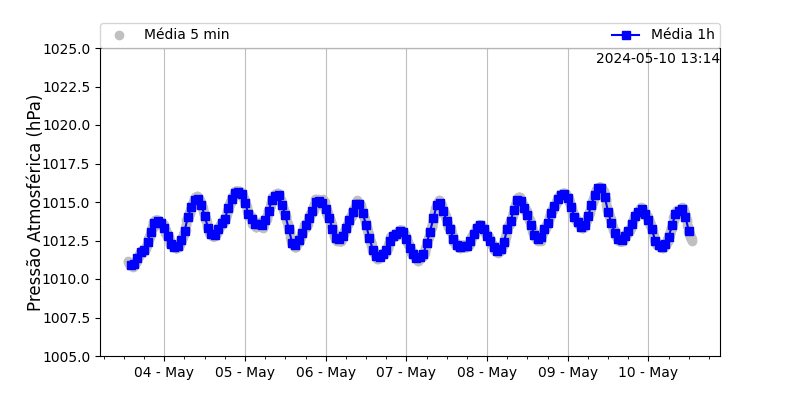 Média 5 min
Média 1h
2024-05-10 13:14
Pressão Atmosférica (hPa)
1025.0
1022.5
1020.0
1017.5
1015.0
1012.5
1010.0
1007.5
1005.0
04 - May
05 - May
06 - May
07 - May
08 - May
09 - May
10 - May